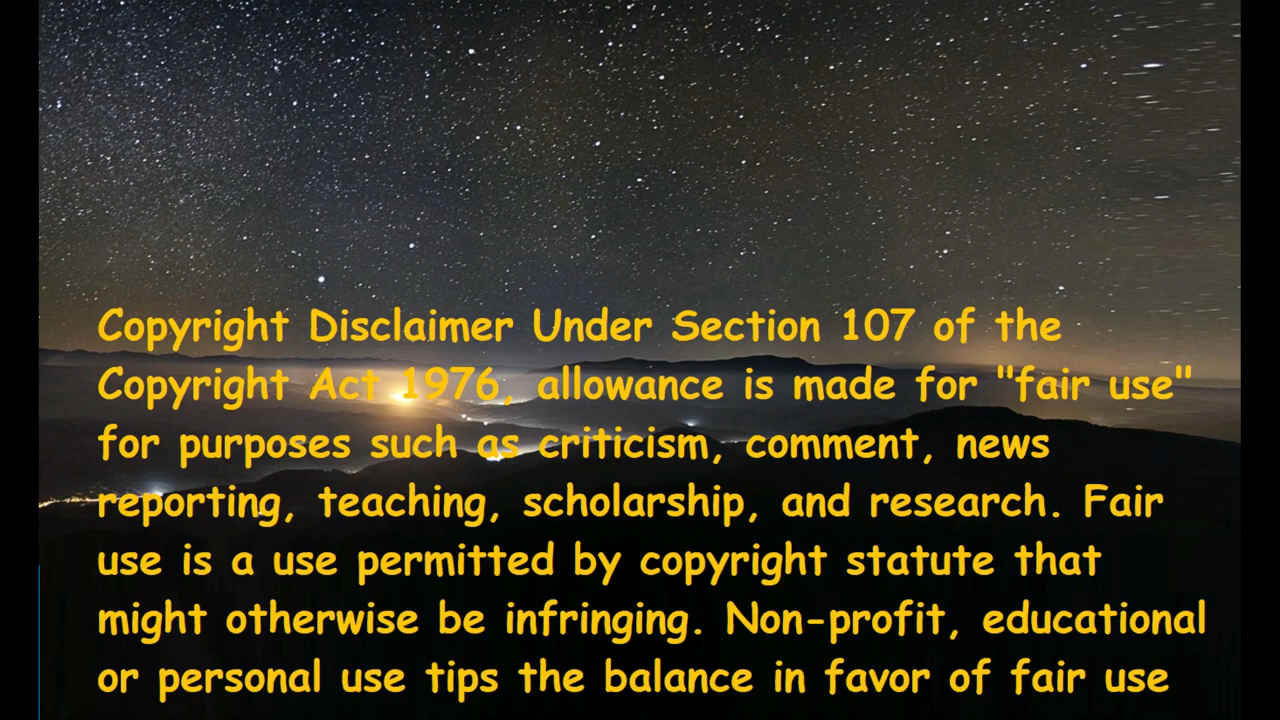 Copyright Disclaimer Under Section 107 of the
Copyright Act 1976, allowance is made for "fair use"
for purposes such as criticism, comment, news
reporting, teaching, scholarship, and research. Fair
use is a use permitted by copyright statute that
might otherwise be infringing. Non-profit, educational
or personal use tips the balance in favor of fair use